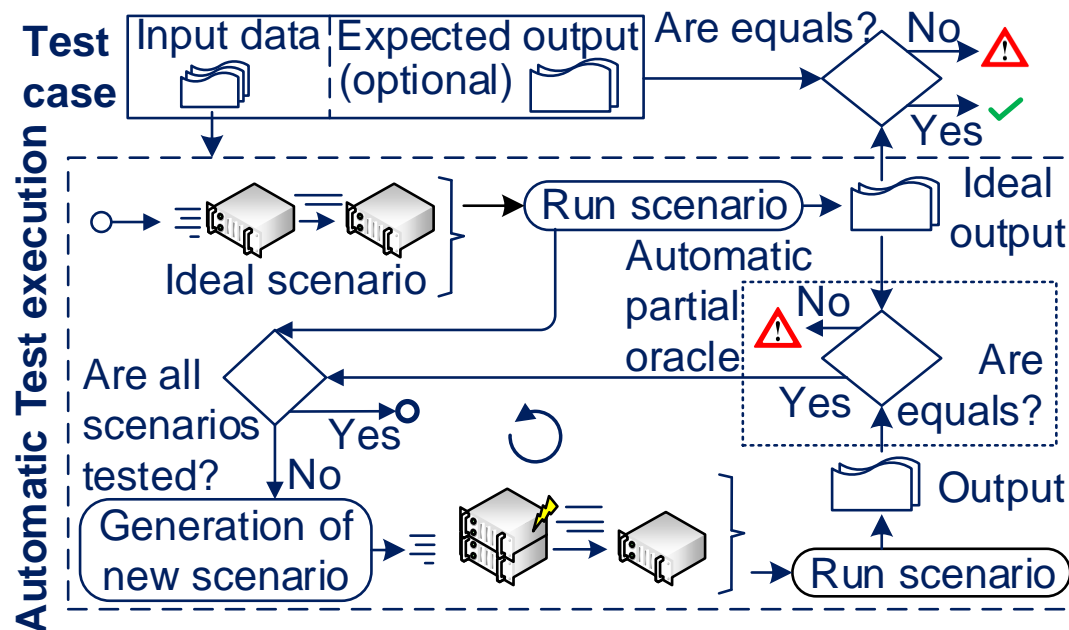 Test
case
Input data
Expected output
(optional)
Are equals?
No
Yes
Automatic Test execution
Ideal scenario
Run scenario
Ideal
output
Automatic
partial
oracle
No
Are
equals?
Yes
Are all
scenarios
tested?
Yes
No
Generation of
new scenario
Output
Run scenario